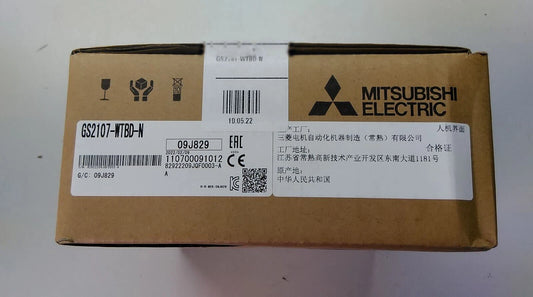 GS2107-WTBD-N
10.05.22
MITSUBISHI
ELECTRIC
GS2107-WTBD-N
09J829
2022/03/09
110700091012
82922209JQF0003-A
A
G/C: 09J829
EAC
CE
工厂:
人机界面
三菱电机自动化机器制造（常熟）有限公司
合格证
工厂地址:
江苏省常熟高新技术产业开发区东南大道1181号
原产地:
中华人民共和国